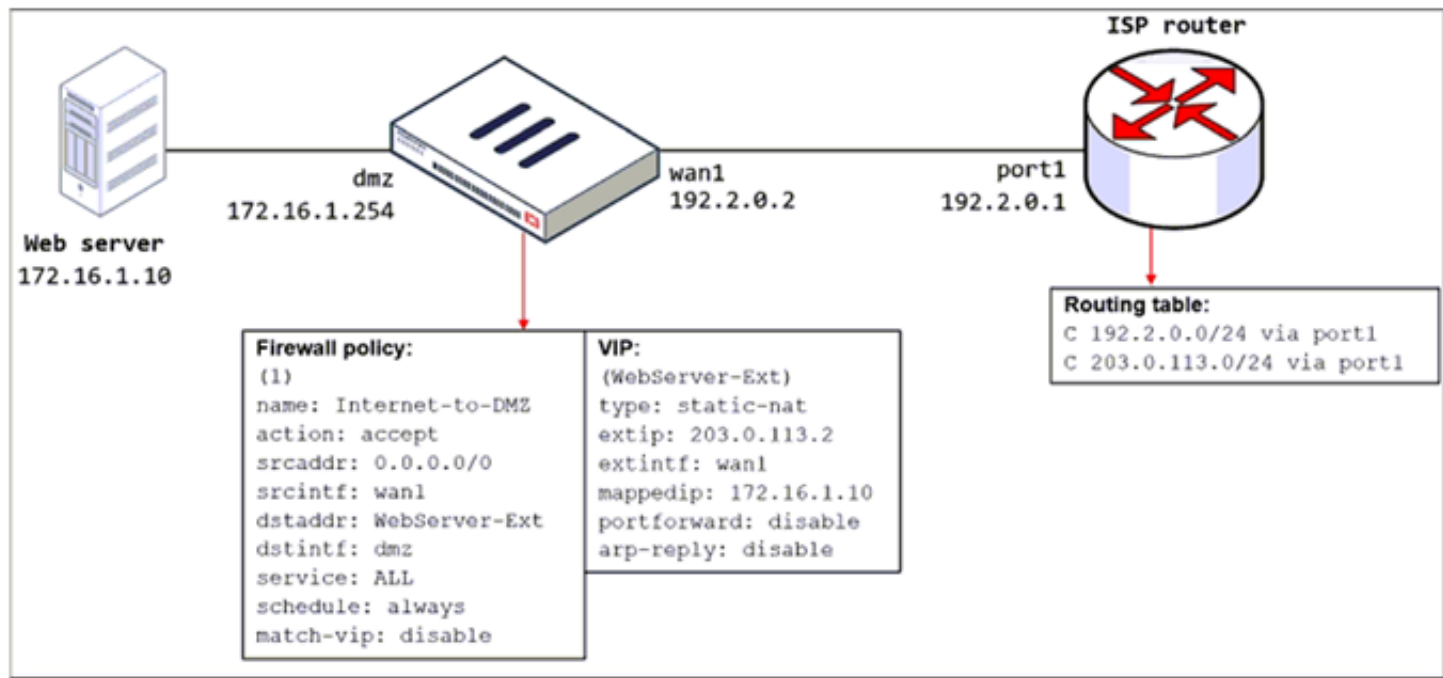 ISP router
dmz
172.16.1.254
wan1
192.2.0.2
port1
192.2.0.1
Web server
172.16.1.10
Firewall policy:
(1)
name: Internet-to-DMZ
action: accept
srcaddr: 0.0.0.0/0
srcintf: wan1
dstaddr: WebServer-Ext
dstintf: dmz
service: ALL
schedule: always
match-vip: disable
VIP:
(WebServer-Ext)
type: static-nat
extip: 203.0.113.2
extintf: wan1
mappedip: 172.16.1.10
portforward: disable
arp-reply: disable
Routing table:
C 192.2.0.0/24 via port1
C 203.0.113.0/24 via port1